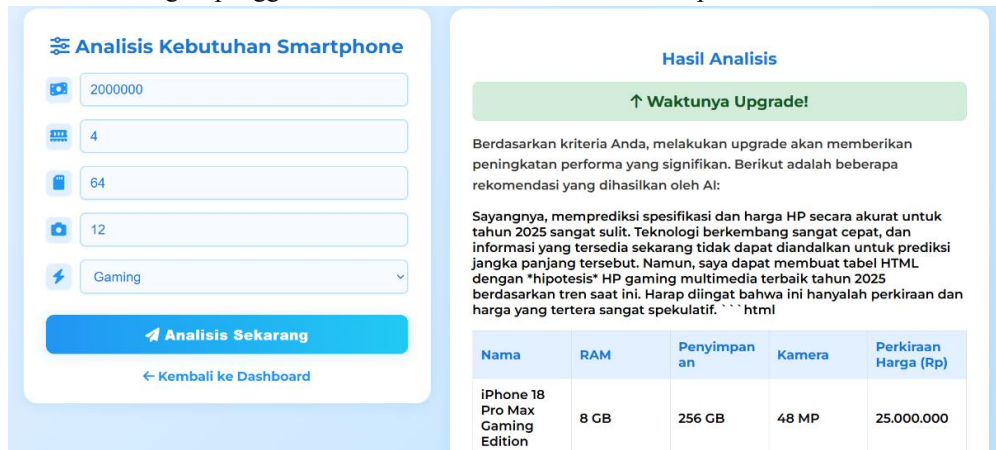 Analisis Kebutuhan Smartphone
2000000
4
64
12
Gaming
Analisis Sekarang
← Kembali ke Dashboard
Hasil Analisis
↑ Waktunya Upgrade!
Berdasarkan kriteria Anda, melakukan upgrade akan memberikan
peningkatan performa yang signifikan. Berikut adalah beberapa
rekomendasi yang dihasilkan oleh AI:
Sayangnya, memprediksi spesifikasi dan harga HP secara akurat untuk
tahun 2025 sangat sulit. Teknologi berkembang sangat cepat, dan
informasi yang tersedia sekarang tidak dapat diandalkan untuk prediksi
jangka panjang tersebut. Namun, saya dapat membuat tabel HTML
dengan *hipotesis* HP gaming multimedia terbaik tahun 2025
berdasarkan tren saat ini. Harap diingat bahwa ini hanyalah perkiraan dan
harga yang tertera sangat spekulatif. ```html
Nama RAM Penyimpan
an Kamera Perkiraan
Harga (Rp)
iPhone 18
Pro Max
Gaming
Edition 8 GB 256 GB 48 MP 25.000.000